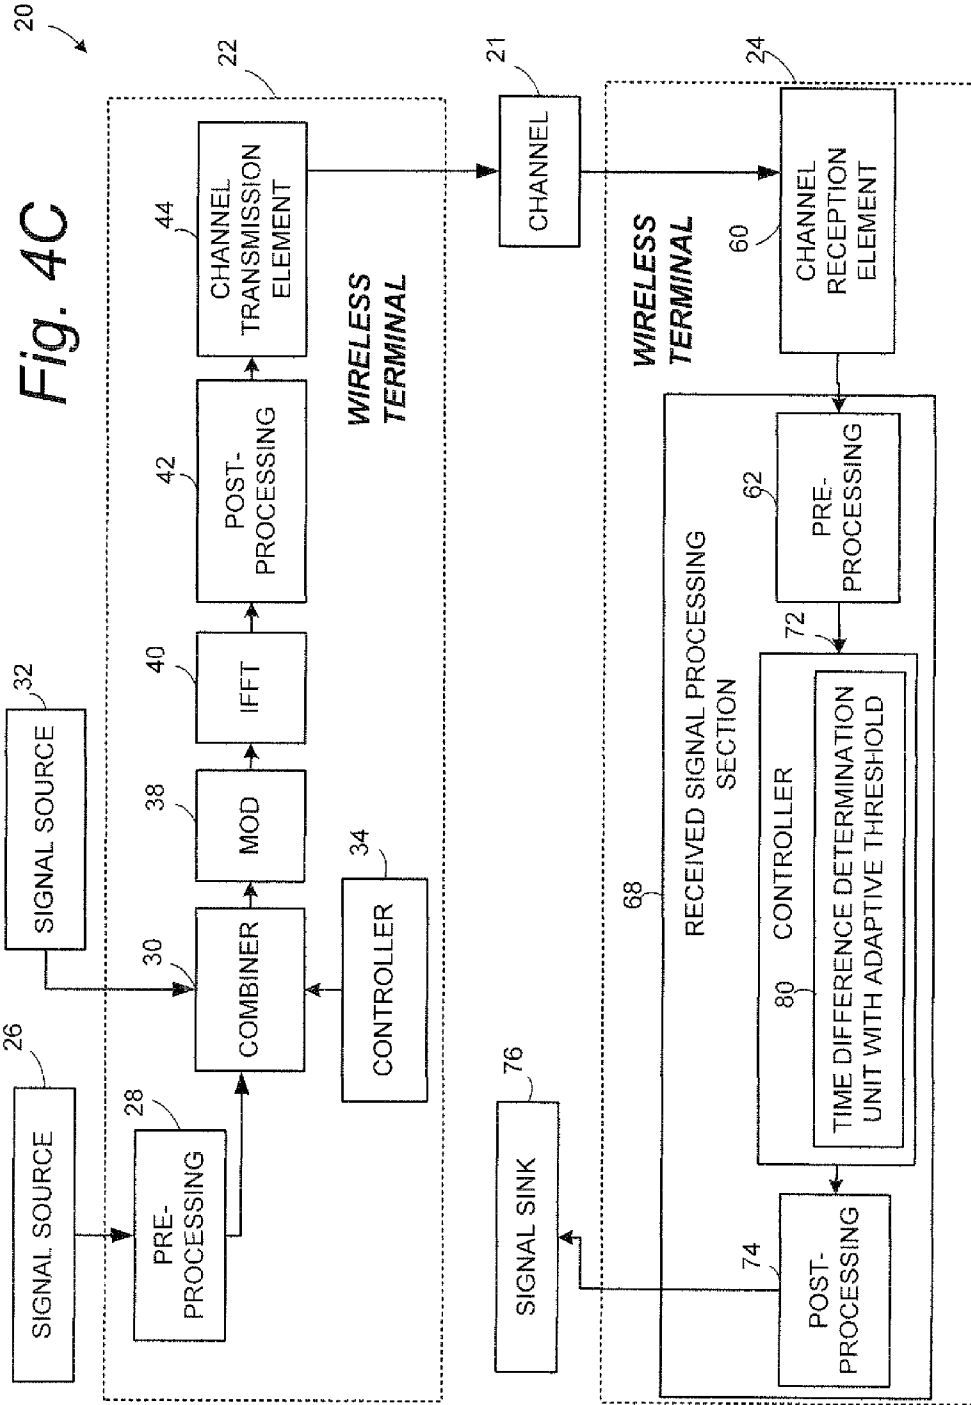 Fig. 4C
20
26
SIGNAL SOURCE
32
SIGNAL SOURCE
22
28
PRE-
PROCESSING
30
COMBINER
34
CONTROLLER
38
MOD
40
IFFT
42
POST-
PROCESSING
44
CHANNEL
TRANSMISSION
ELEMENT
WIRELESS
TERMINAL
21
CHANNEL
76
SIGNAL SINK
24
WIRELESS
TERMINAL
60
CHANNEL
RECEPTION
ELEMENT
68
RECEIVED SIGNAL PROCESSING
SECTION
62
PRE-
PROCESSING
72
CONTROLLER
80
TIME DIFFERENCE DETERMINATION
UNIT WITH ADAPTIVE THRESHOLD
74
POST-
PROCESSING